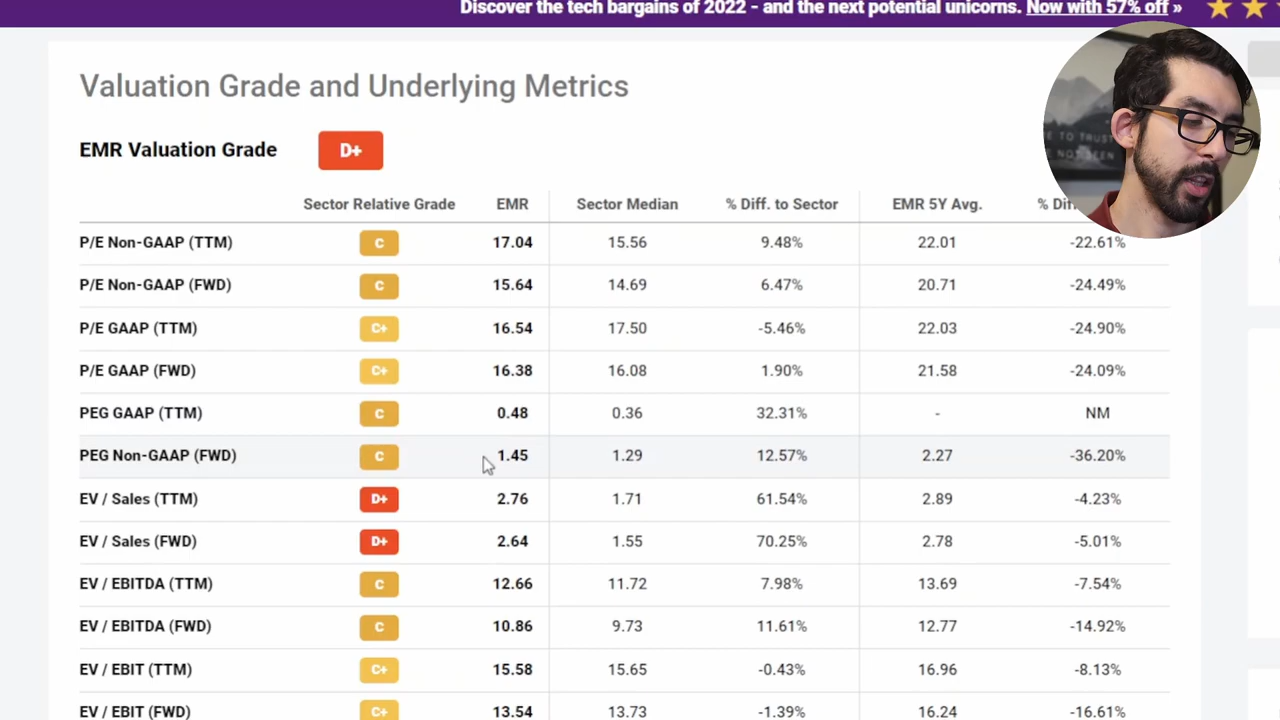 Discover the tech bargains of 2022 - and the next potential unicorns. Now with 57% off »
Valuation Grade and Underlying Metrics
EMR Valuation Grade D+
Sector Relative Grade EMR Sector Median % Diff. to Sector EMR 5Y Avg. %
P/E Non-GAAP (TTM) C 17.04 15.56 9.48% 22.01 -22.61%
P/E Non-GAAP (FWD) C 15.64 14.69 6.47% 20.71 -24.49%
P/E GAAP (TTM) C+ 16.54 17.50 -5.46% 22.03 -24.90%
P/E GAAP (FWD) C+ 16.38 16.08 1.90% 21.58 -24.09%
PEG GAAP (TTM) C 0.48 0.36 32.31% - NM
PEG Non-GAAP (FWD) C 1.45 1.29 12.57% 2.27 -36.20%
EV / Sales (TTM) D+ 2.76 1.71 61.54% 2.89 -4.23%
EV / Sales (FWD) D+ 2.64 1.55 70.25% 2.78 -5.01%
EV / EBITDA (TTM) C 12.66 11.72 7.98% 13.69 -7.54%
EV / EBITDA (FWD) C 10.86 9.73 11.61% 12.77 -14.92%
EV / EBIT (TTM) C+ 15.58 15.65 -0.43% 16.96 -8.13%
EV / EBIT (FWD) C+ 13.54 13.73 -1.39% 16.24 -16.61%
TO TRUST
NOT SEEN